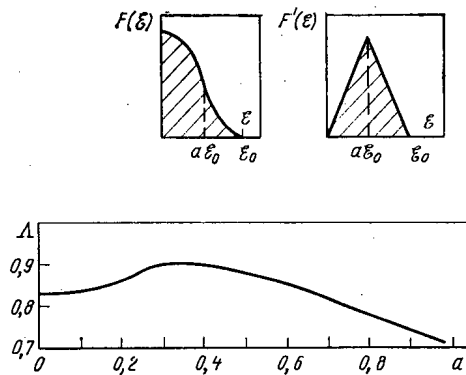 F(ℰ) F'(ℰ)
ℰ ℰ
aℰ₀ ℰ₀ aℰ₀ ℰ₀
Λ
0,9
0,8
0,7
0 0,2 0,4 0,6 0,8 a